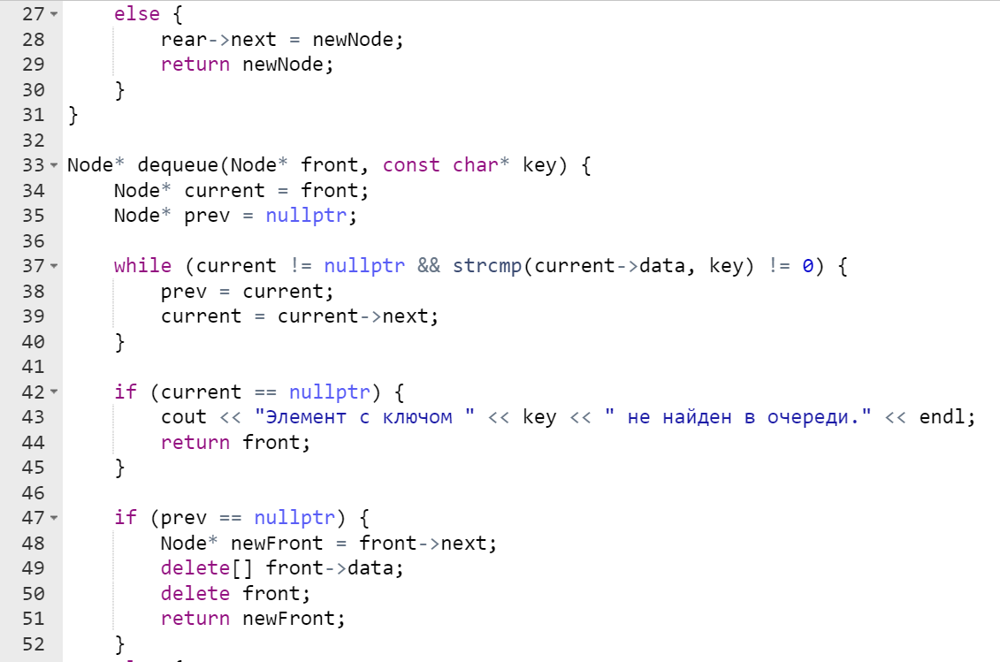 27 else {
28 rear->next = newNode;
29 return newNode;
30 }
31 }
32
33 Node* dequeue(Node* front, const char* key) {
34 Node* current = front;
35 Node* prev = nullptr;
36
37 while (current != nullptr && strcmp(current->data, key) != 0) {
38 prev = current;
39 current = current->next;
40 }
41
42 if (current == nullptr) {
43 cout << "Элемент с ключом " << key << " не найден в очереди." << endl;
44 return front;
45 }
46
47 if (prev == nullptr) {
48 Node* newFront = front->next;
49 delete[] front->data;
50 delete front;
51 return newFront;
52 }